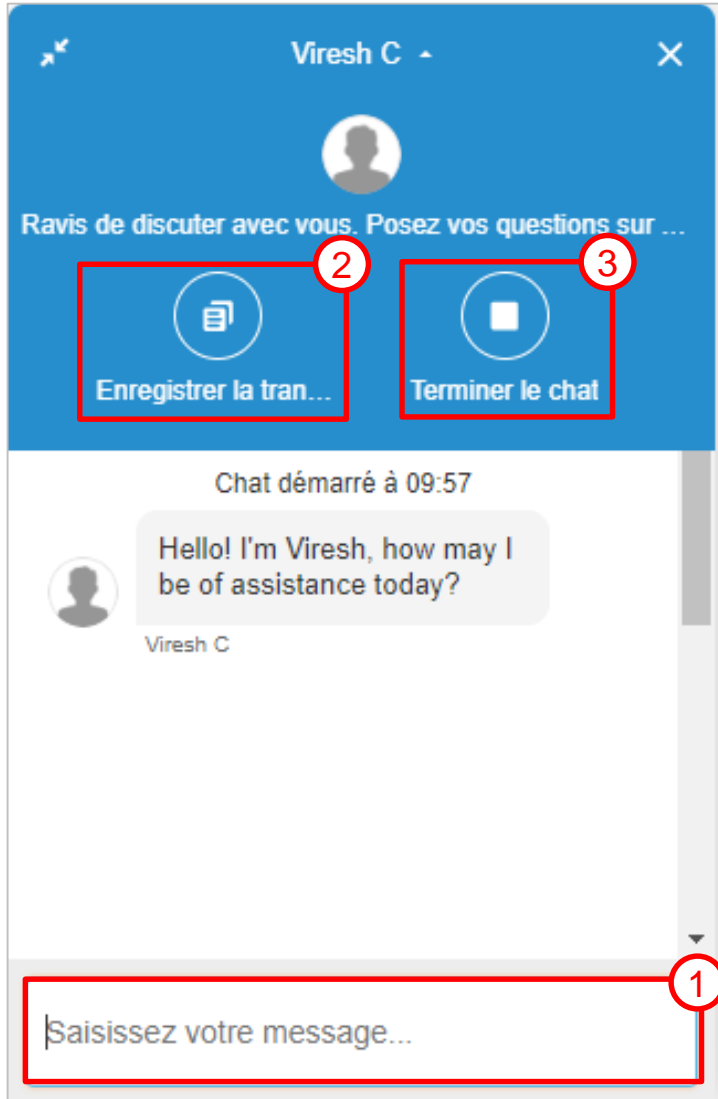 Viresh C
Ravis de discuter avec vous. Posez vos questions sur ...
2
3
Enregistrer la tran...
Terminer le chat
Chat démarré à 09:57
Hello! I'm Viresh, how may I
be of assistance today?
Viresh C
1
Saisissez votre message...